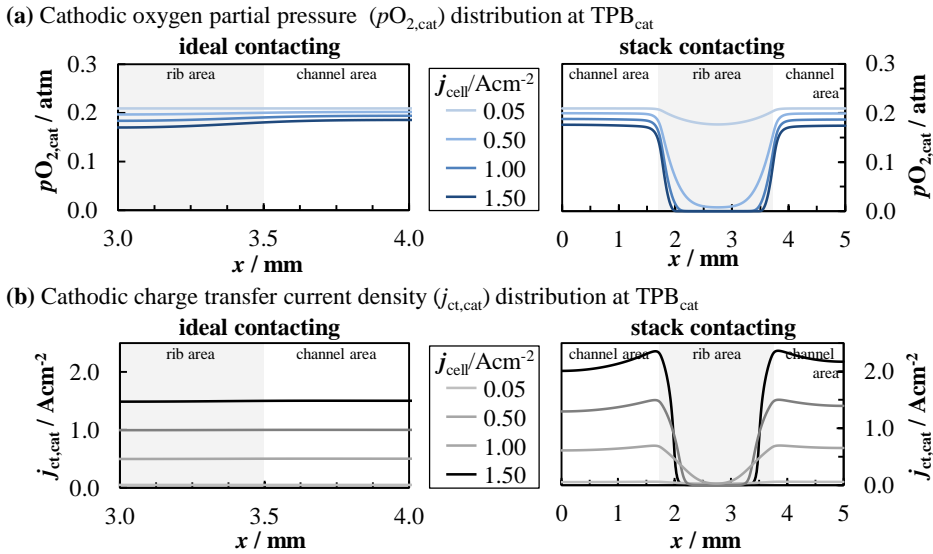 (a) Cathodic oxygen partial pressure (pO2,cat) distribution at TPBcat
ideal contacting
stack contacting
rib area
channel area
channel area
rib area
channel
area
pO2,cat / atm
0.3
0.2
0.1
0.0
3.0
3.5
4.0
x / mm
jcell/Acm-2
0.05
0.50
1.00
1.50
0.3
0.2
0.1
0.0
pO2,cat / atm
0
1
2
3
4
5
x / mm
(b) Cathodic charge transfer current density (jct,cat) distribution at TPBcat
ideal contacting
stack contacting
rib area
channel area
channel area
rib area
channel
area
jct,cat / Acm-2
2.0
1.0
0.0
3.0
3.5
4.0
x / mm
jcell/Acm-2
0.05
0.50
1.00
1.50
2.0
1.0
0.0
jct,cat / Acm-2
0
1
2
3
4
5
x / mm